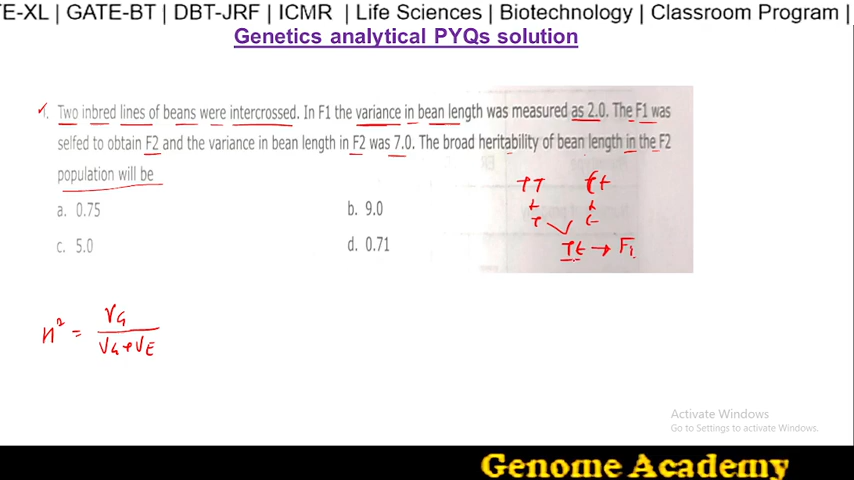 TE-XL | GATE-BT | DBT-JRF | ICMR | Life Sciences | Biotechnology | Classroom Program |
Genetics analytical PYQs solution
1. Two inbred lines of beans were intercrossed. In F1 the variance in bean length was measured as 2.0. The F1 was
selfed to obtain F2 and the variance in bean length in F2 was 7.0. The broad heritability of bean length in the F2
population will be
a. 0.75 b. 9.0
c. 5.0 d. 0.71
TT tt
T t
Tt → F1
H² = VG / VG + VE
Activate Windows
Go to Settings to activate Windows.
Genome Academy